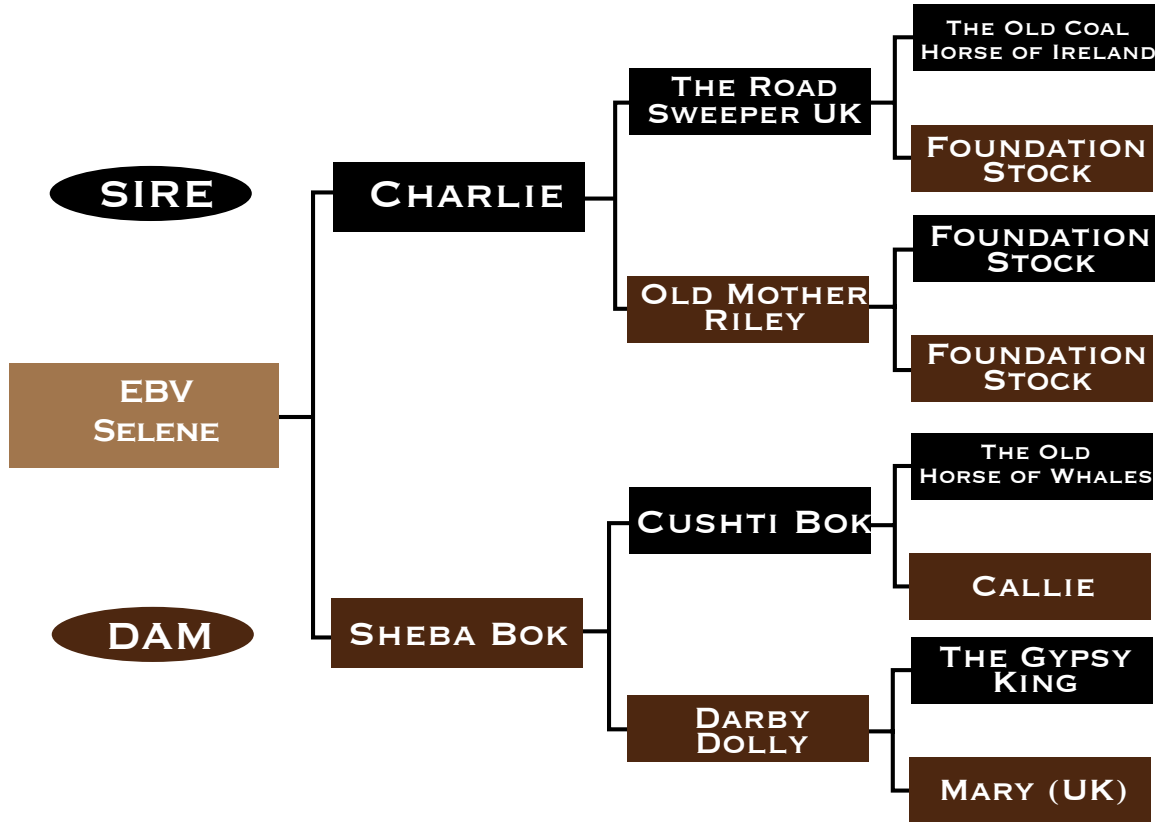 The Old Coal
Horse of Ireland
The Road
Sweeper UK
Foundation
Stock
SIRE
Charlie
Foundation
Stock
Old Mother
Riley
Foundation
Stock
EBV
Selene
The Old
Horse of Whales
Cushti Bok
Callie
DAM
Sheba Bok
The Gypsy
King
Darby
Dolly
Mary (UK)